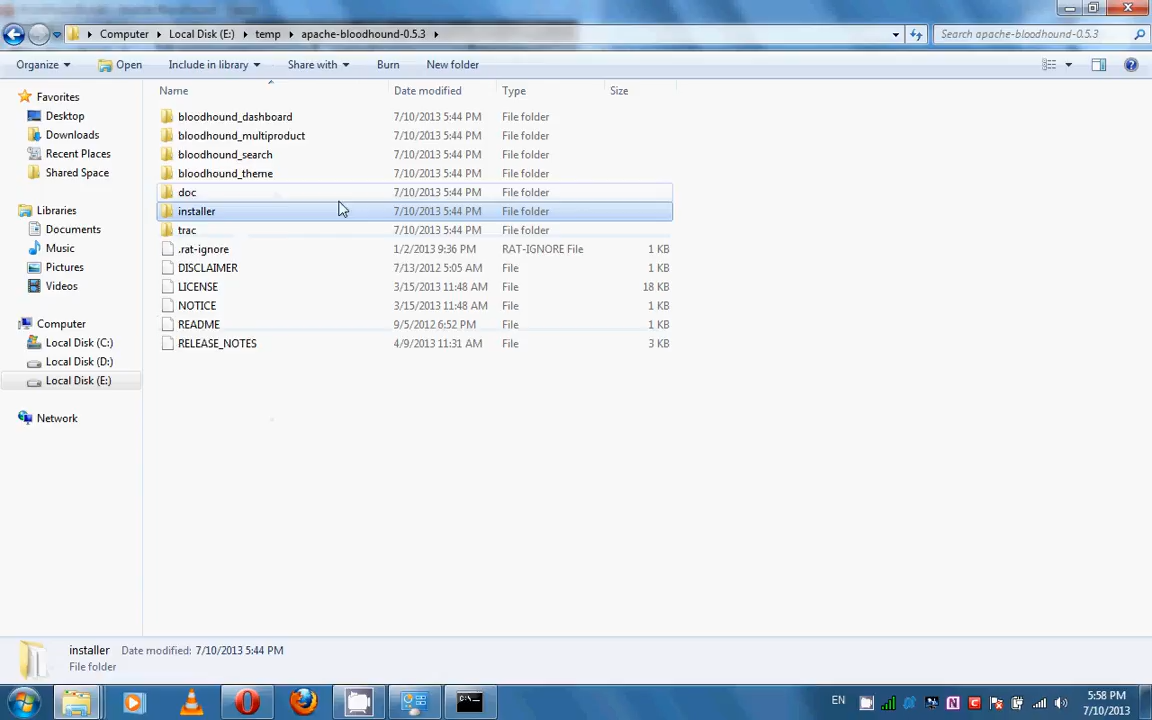 Computer Local Disk (E:) temp apache-bloodhound-0.5.3 Search apache-bloodhound-0.5.3
Organize Open Include in library Share with Burn New folder
Name Date modified Type Size
Favorites
Desktop
Downloads
Recent Places
Shared Space
Libraries
Documents
Music
Pictures
Videos
Computer
Local Disk (C:)
Local Disk (D:)
Local Disk (E:)
Network
bloodhound_dashboard 7/10/2013 5:44 PM File folder
bloodhound_multiproduct 7/10/2013 5:44 PM File folder
bloodhound_search 7/10/2013 5:44 PM File folder
bloodhound_theme 7/10/2013 5:44 PM File folder
doc 7/10/2013 5:44 PM File folder
installer 7/10/2013 5:44 PM File folder
trac 7/10/2013 5:44 PM File folder
.rat-ignore 1/2/2013 9:36 PM RAT-IGNORE File 1 KB
DISCLAIMER 7/13/2012 5:05 AM File 1 KB
LICENSE 3/15/2013 11:48 AM File 18 KB
NOTICE 3/15/2013 11:48 AM File 1 KB
README 9/5/2012 6:52 PM File 1 KB
RELEASE_NOTES 4/9/2013 11:31 AM File 3 KB
installer Date modified: 7/10/2013 5:44 PM
File folder
EN 5:58 PM
7/10/2013